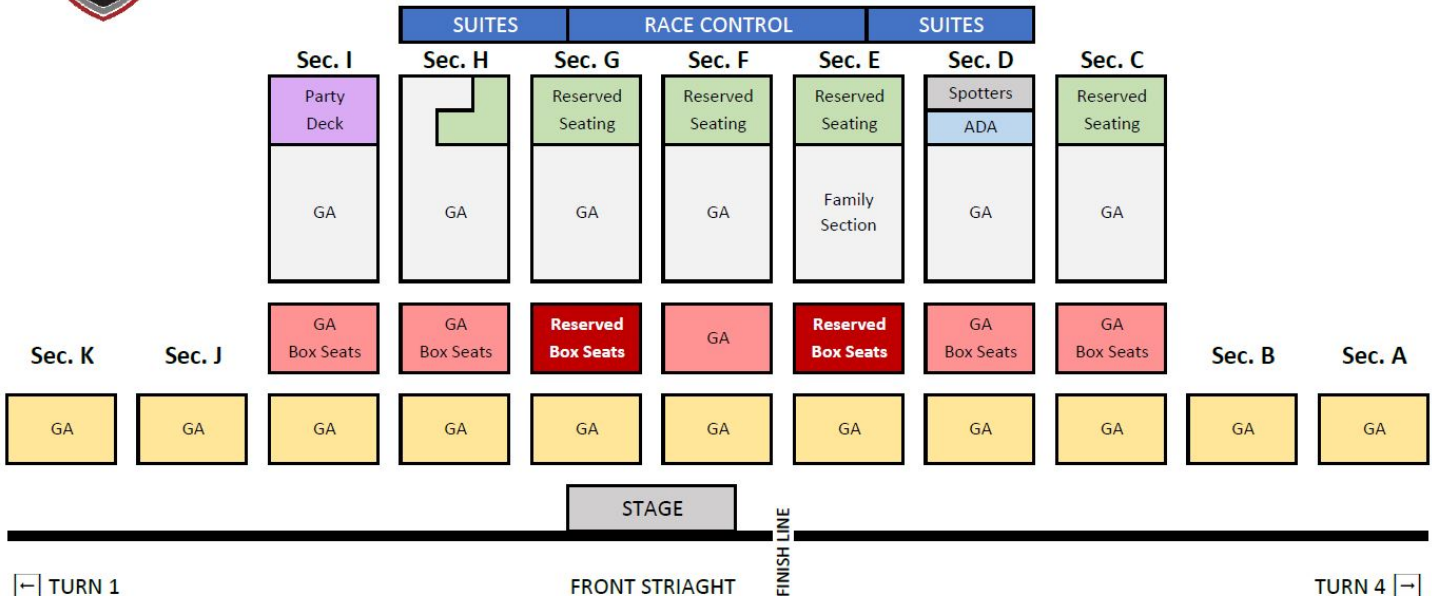 SUITES RACE CONTROL SUITES
Sec. I Sec. H Sec. G Sec. F Sec. E Sec. D Sec. C
Party
Deck
Reserved
Seating
Reserved
Seating
Reserved
Seating
Spotters
ADA
Reserved
Seating
GA
GA
GA
GA
Family
Section
GA
GA
GA
Box Seats
GA
Box Seats
Reserved
Box Seats
GA
Reserved
Box Seats
GA
Box Seats
GA
Box Seats
Sec. K Sec. J Sec. B Sec. A
GA GA GA GA GA GA GA GA GA GA GA
STAGE
FINISH LINE
← TURN 1 FRONT STRIAGHT TURN 4 →